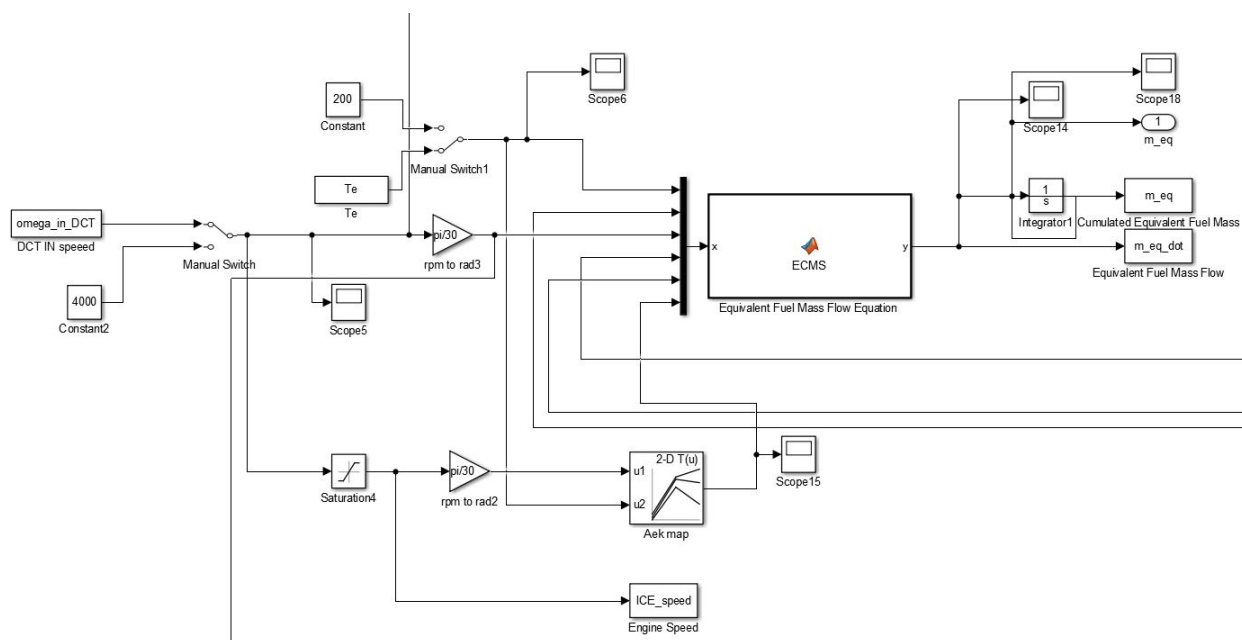 200
Constant
Scope6
Scope18
Scope14
1
m_eq
Manual Switch1
Te
Te
omega_in_DCT
DCT IN speeed
Manual Switch
pi/30
rpm to rad3
4000
Constant2
Scope5
x
ECMS
y
Equivalent Fuel Mass Flow Equation
1
s
Integrator1
m_eq
Cumulated Equivalent Fuel Mass
m_eq_dot
Equivalent Fuel Mass Flow
Saturation4
pi/30
rpm to rad2
2-D T(u)
u1
u2
Aek map
Scope15
ICE_speed
Engine Speed